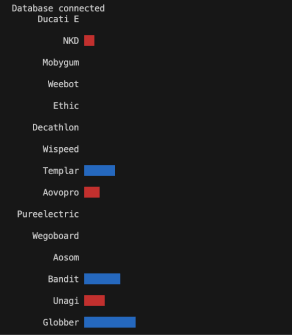 Database connected
Ducati E
NKD
Mobygum
Weebot
Ethic
Decathlon
Wispeed
Templar
Aovopro
Pureelectric
Wegoboard
Aosom
Bandit
Unagi
Globber